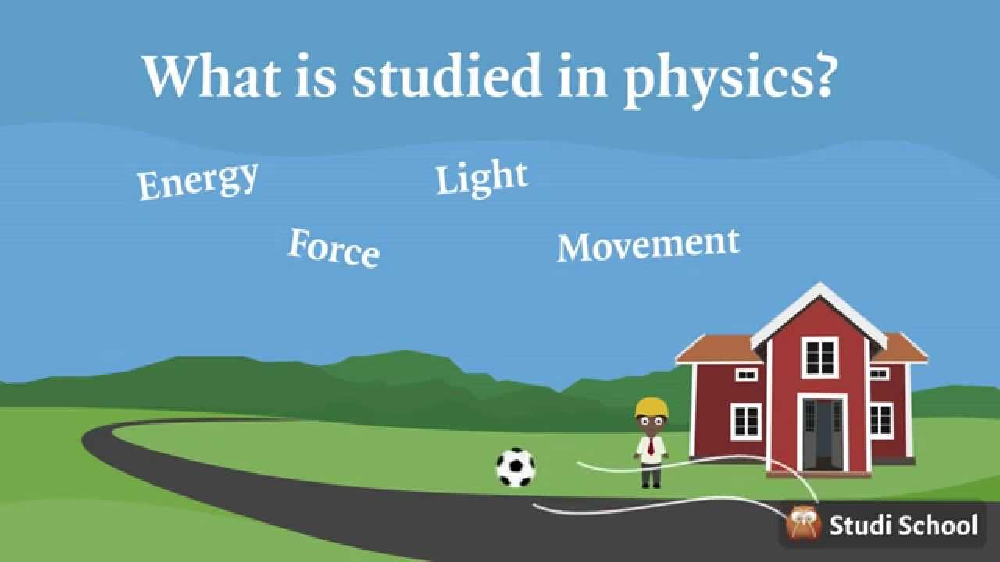 What is studied in physics?
Energy
Light
Force
Movement
Studi School